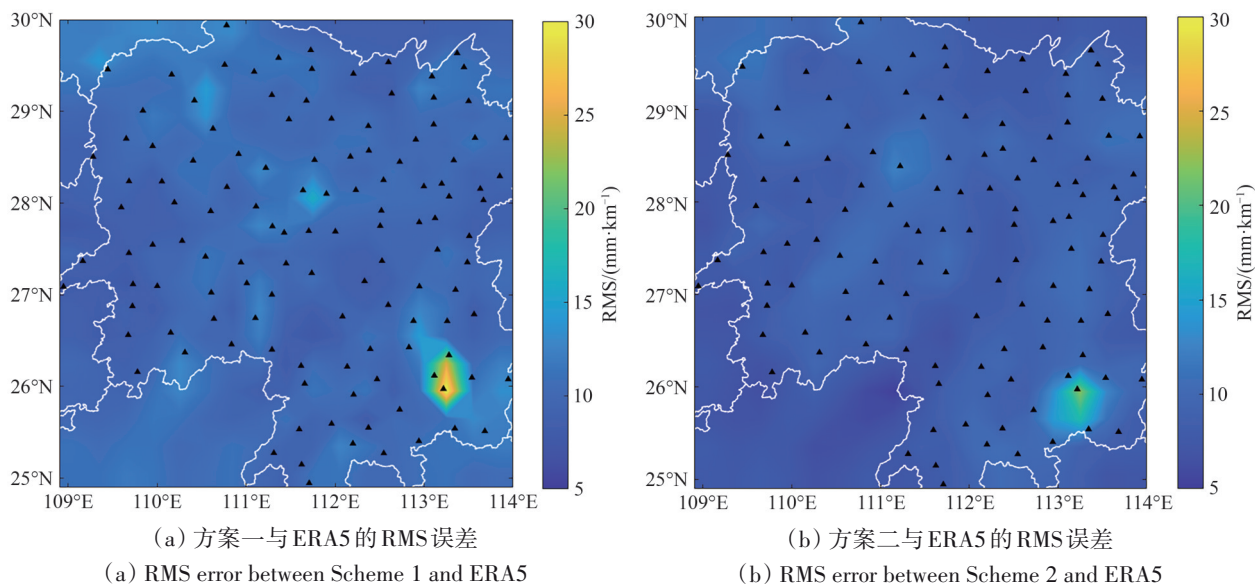 30°N
29°N
28°N
27°N
26°N
25°N
109°E
110°E
111°E
112°E
113°E
114°E
30
25
20
15
10
5
RMS/(mm·km⁻¹)
(a) 方案一与ERA5的RMS误差
(a) RMS error between Scheme 1 and ERA5
30°N
29°N
28°N
27°N
26°N
25°N
109°E
110°E
111°E
112°E
113°E
114°E
30
25
20
15
10
5
RMS/(mm·km⁻¹)
(b) 方案二与ERA5的RMS误差
(b) RMS error between Scheme 2 and ERA5